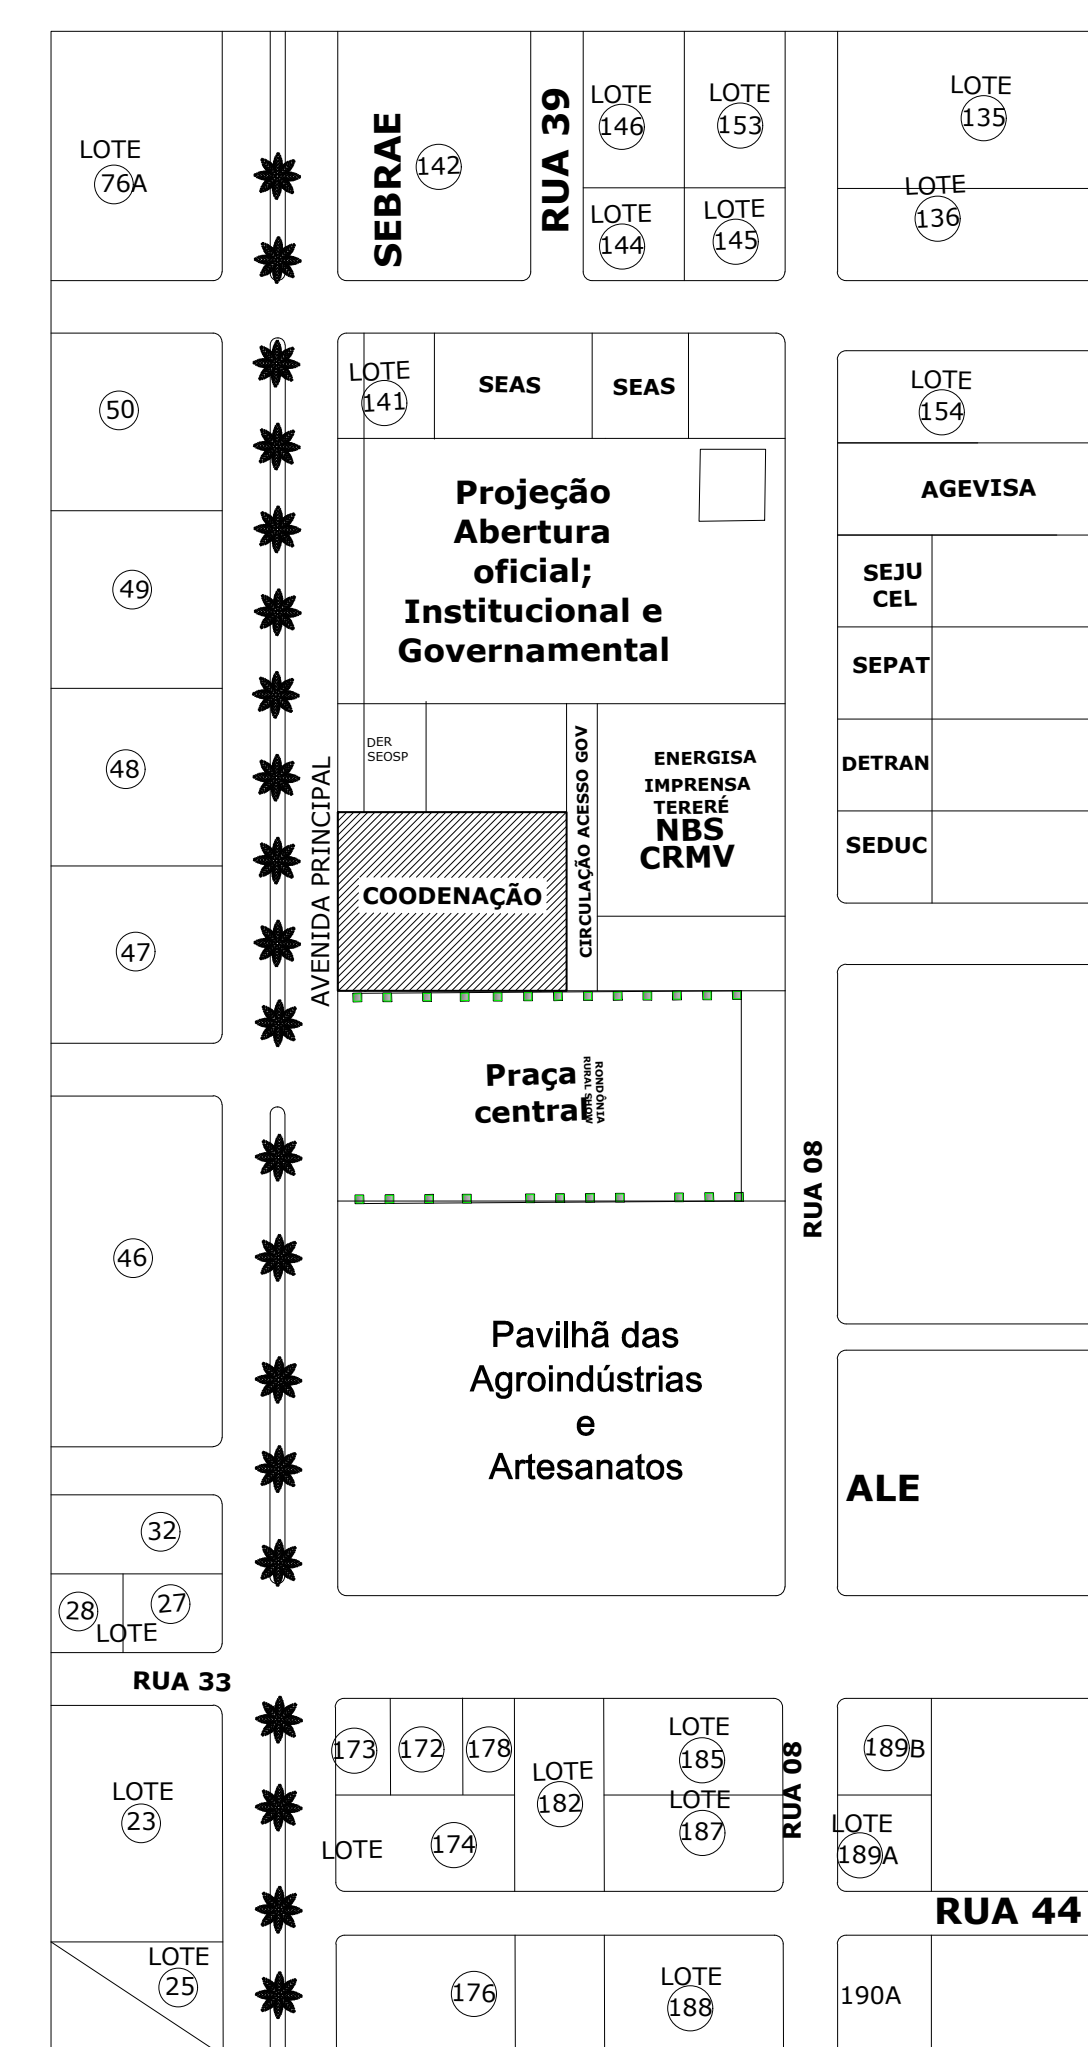 LOTE
76A
SEBRAE
142
RUA 39
LOTE
146
LOTE
153
LOTE
144
LOTE
145
LOTE
135
LOTE
136
50
LOTE
141
SEAS
SEAS
LOTE
154
AGEVISA
49
Projeção
Abertura
oficial;
Institucional e
Governamental
SEJU
CEL
SEPAT
48
DER
SEOSP
AVENIDA PRINCIPAL
CIRCULAÇÃO ACESSO GOV
ENERGISA
IMPRENSA
TERERÉ
NBS
CRMV
DETRAN
SEDUC
47
COODENAÇÃO
Praça
central
RONDÔNIA
RURAL SHOW
RUA 08
46
Pavilhã das
Agroindústrias
e
Artesanatos
ALE
32
28
27
LOTE
RUA 33
173
172
178
LOTE
182
LOTE
185
RUA 08
189B
LOTE
23
LOTE
174
LOTE
187
LOTE
189A
RUA 44
LOTE
25
176
LOTE
188
190A